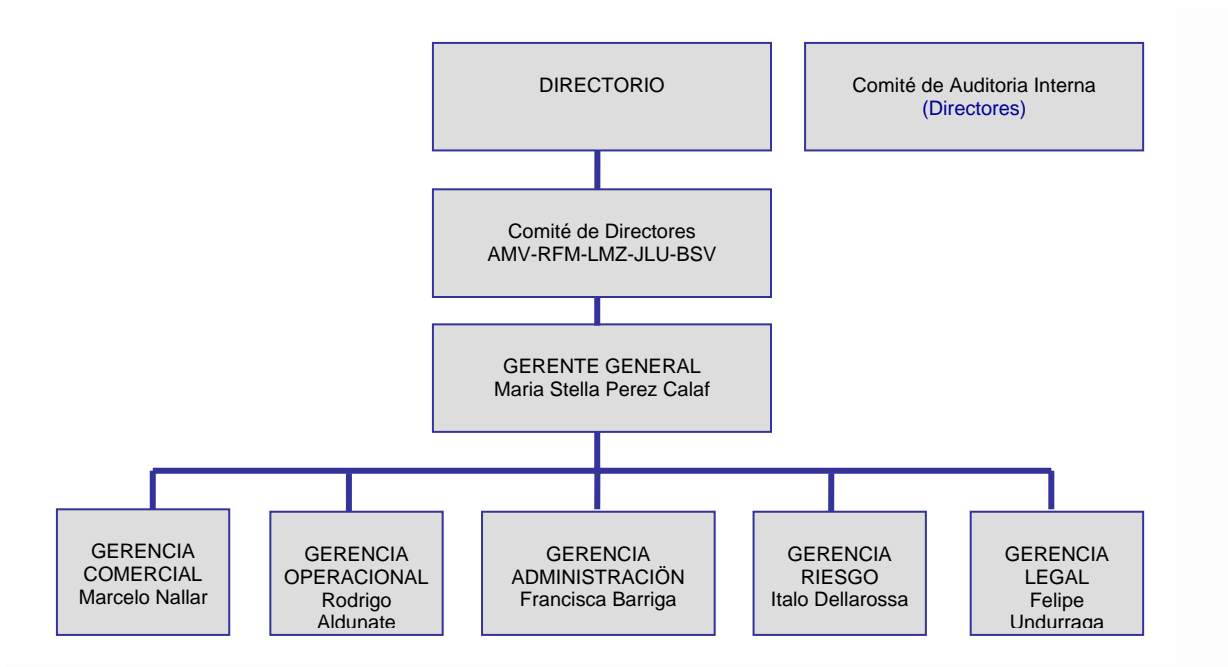 DIRECTORIO
Comité de Auditoria Interna
(Directores)
Comité de Directores
AMV-RFM-LMZ-JLU-BSV
GERENTE GENERAL
Maria Stella Perez Calaf
GERENCIA
COMERCIAL
Marcelo Nallar
GERENCIA
OPERACIONAL
Rodrigo
Aldunate
GERENCIA
ADMINISTRACIÖN
Francisca Barriga
GERENCIA
RIESGO
Italo Dellarossa
GERENCIA
LEGAL
Felipe
Undurraga